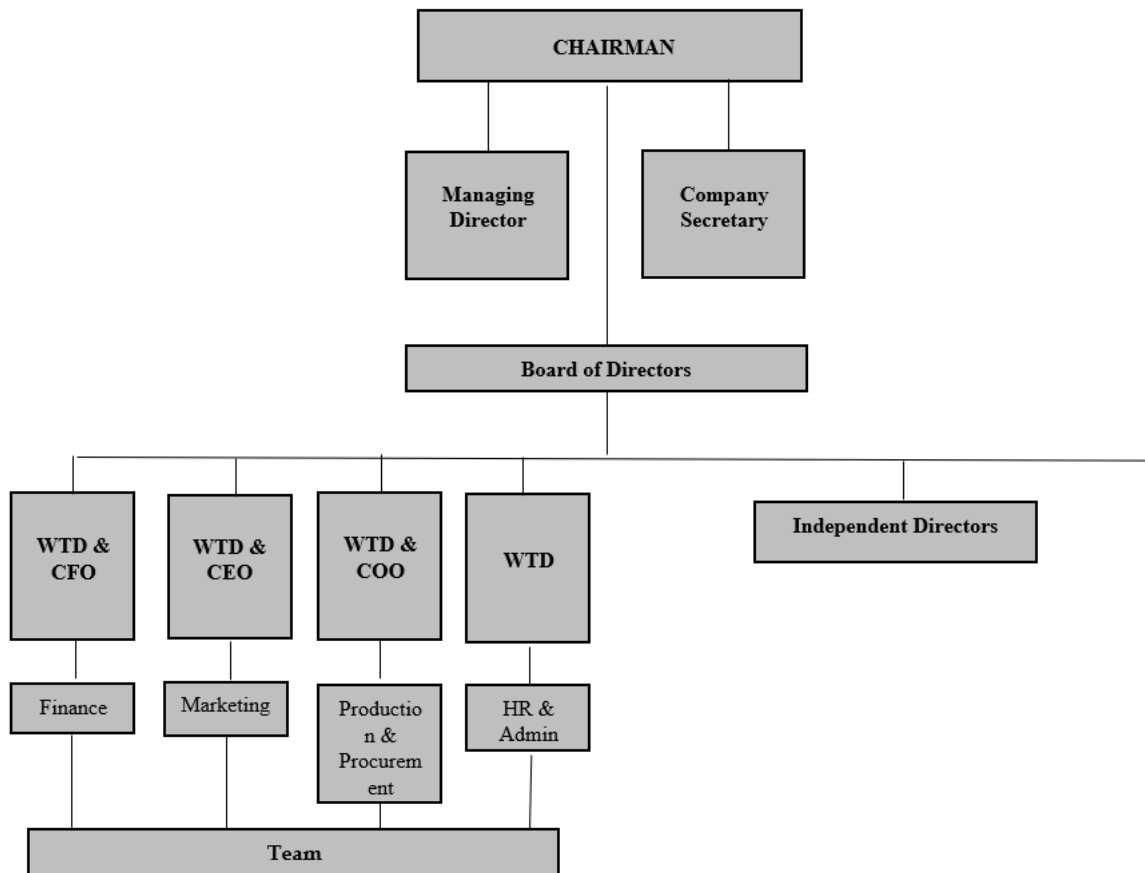 CHAIRMAN
Managing
Director
Company
Secretary
Board of Directors
WTD &
CFO
WTD &
CEO
WTD &
COO
WTD
Independent Directors
Finance
Marketing
Productio
n &
Procurem
ent
HR &
Admin
Team